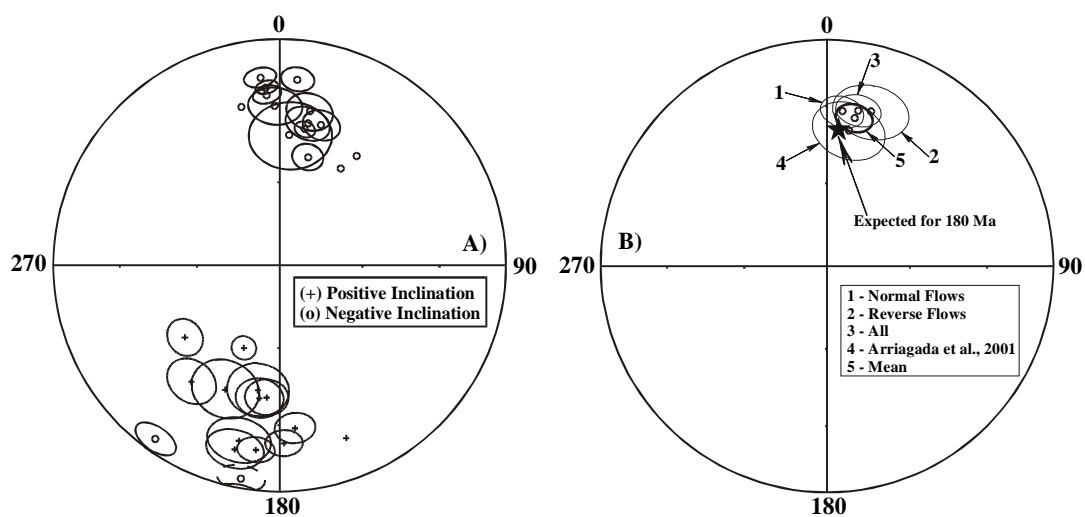 0
270
A)
90
(+) Positive Inclination
(o) Negative Inclination
180
0
3
1
4
5
2
Expected for 180 Ma
270
B)
90
1 - Normal Flows
2 - Reverse Flows
3 - All
4 - Arriagada et al., 2001
5 - Mean
180